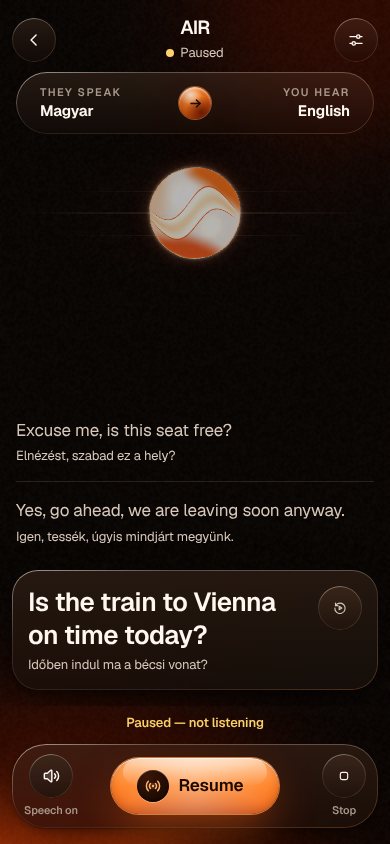 AIR
Paused
THEY SPEAK
YOU HEAR
Magyar
English
Excuse me, is this seat free?
Elnézést, szabad ez a hely?
Yes, go ahead, we are leaving soon anyway.
Igen, tessék, úgyis mindjárt megyünk.
Is the train to Vienna
on time today?
Időben indul ma a bécsi vonat?
Paused — not listening
Resume
Speech on
Stop